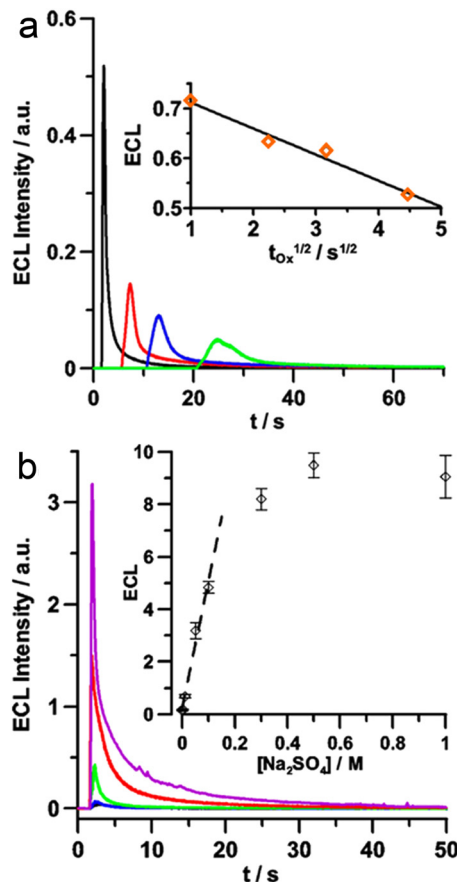 a
ECL Intensity / a.u.
0.6
0.4
0.2
0
0 20 40 60
t / s
ECL
0.7
0.6
0.5
1 2 3 4 5
t_Ox^1/2 / s^1/2
b
ECL Intensity / a.u.
3
2
1
0
0 10 20 30 40 50
t / s
ECL
10
8
6
4
2
0
0 0.2 0.4 0.6 0.8 1
[Na₂SO₄] / M